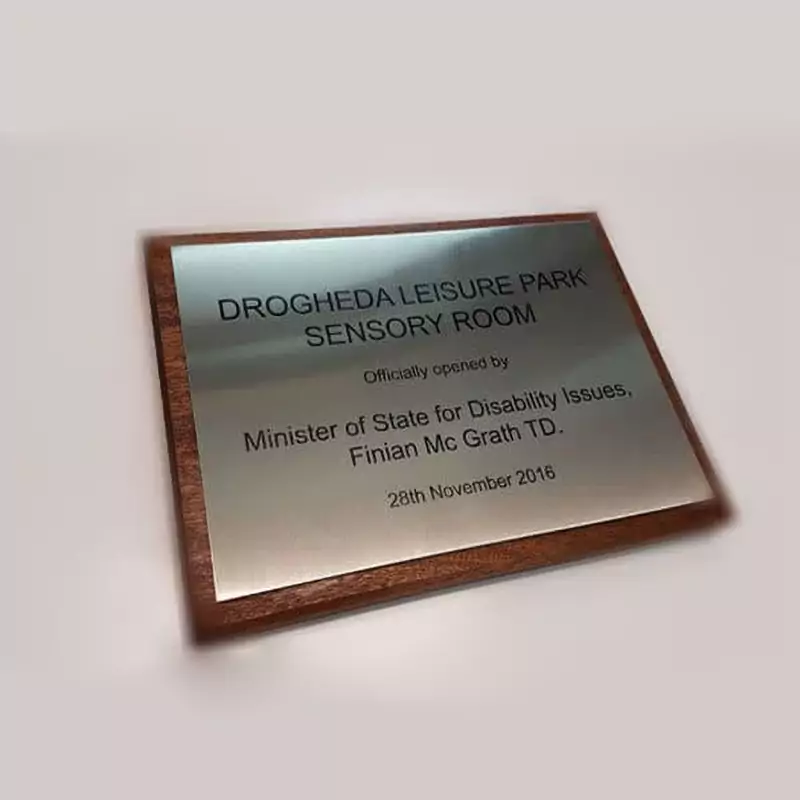 DROGHEDA LEISURE PARK
SENSORY ROOM
Officially opened by
Minister of State for Disability Issues,
Finian Mc Grath TD.
28th November 2016